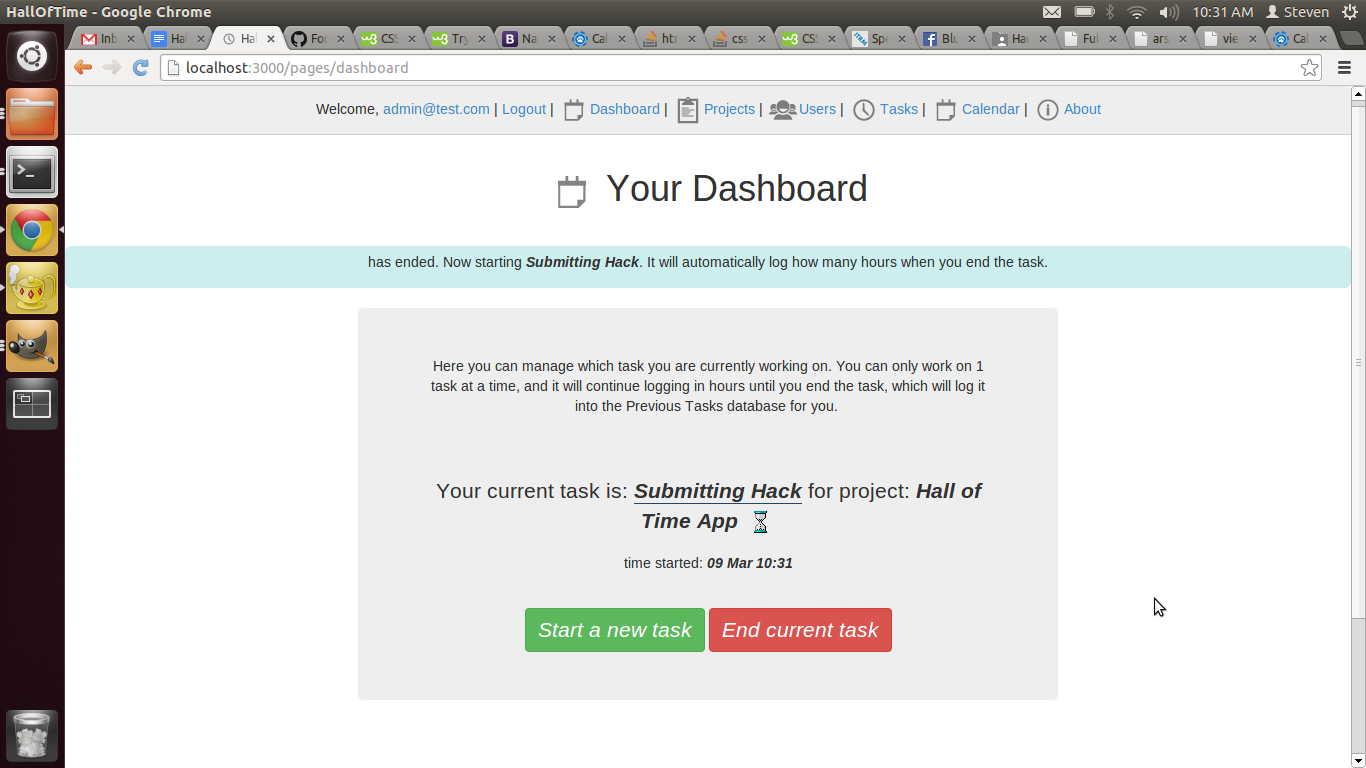 HallOfTime - Google Chrome
10:31 AM Steven
Inb Hal Hal For CSS Try Na Cal htr css CS Spe Blu Hac Ful ars vie Cal
localhost:3000/pages/dashboard
Welcome, admin@test.com | Logout | Dashboard | Projects | Users | Tasks | Calendar | About
Your Dashboard
has ended. Now starting Submitting Hack. It will automatically log how many hours when you end the task.
Here you can manage which task you are currently working on. You can only work on 1
task at a time, and it will continue logging in hours until you end the task, which will log it
into the Previous Tasks database for you.
Your current task is: Submitting Hack for project: Hall of
Time App
time started: 09 Mar 10:31
Start a new task End current task